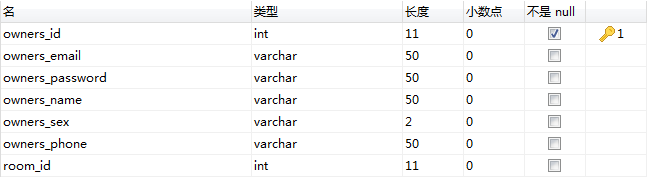 名 类型 长度 小数点 不是 null
owners_id int 11 0 1
owners_email varchar 50 0
owners_password varchar 50 0
owners_name varchar 50 0
owners_sex varchar 2 0
owners_phone varchar 50 0
room_id int 11 0